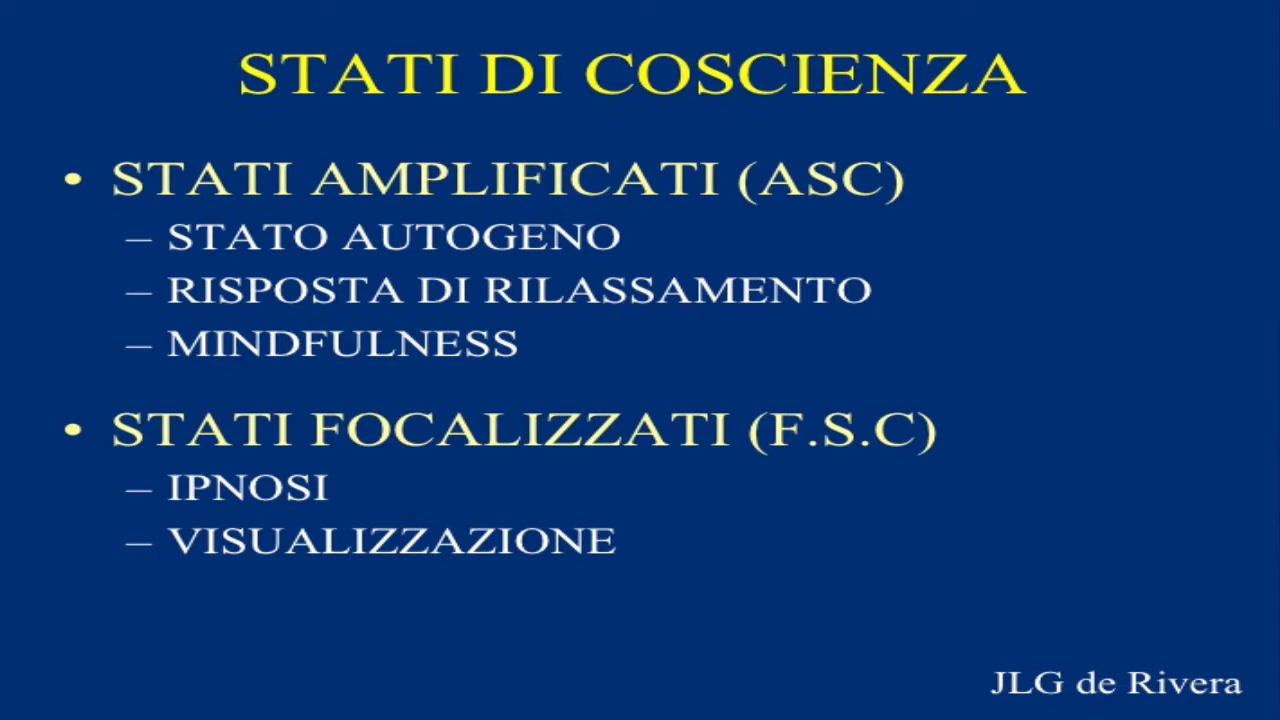 STATI DI COSCIENZA
• STATI AMPLIFICATI (ASC)
– STATO AUTOGENO
– RISPOSTA DI RILASSAMENTO
– MINDFULNESS
• STATI FOCALIZZATI (F.S.C)
– IPNOSI
– VISUALIZZAZIONE
JLG de Rivera